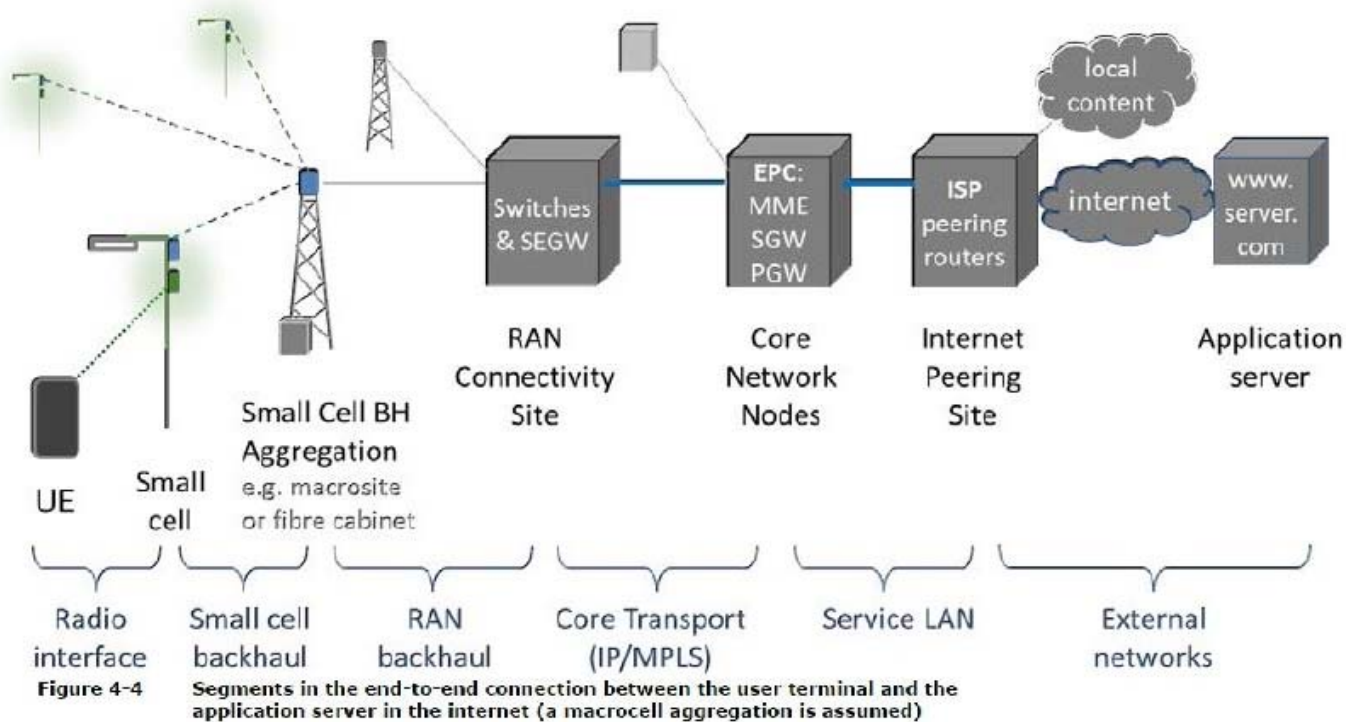 local
content
EPC:
MME
SGW
PGW
ISP
peering
routers
Switches
& SEGW
internet
www.
server.
com
RAN
Connectivity
Site
Core
Network
Nodes
Internet
Peering
Site
Application
server
Small Cell BH
Aggregation
e.g. macrosite
or fibre cabinet
UE
Small
cell
Radio
interface
Small cell
backhaul
RAN
backhaul
Core Transport
(IP/MPLS)
Service LAN
External
networks
Figure 4-4 Segments in the end-to-end connection between the user terminal and the
application server in the internet (a macrocell aggregation is assumed)